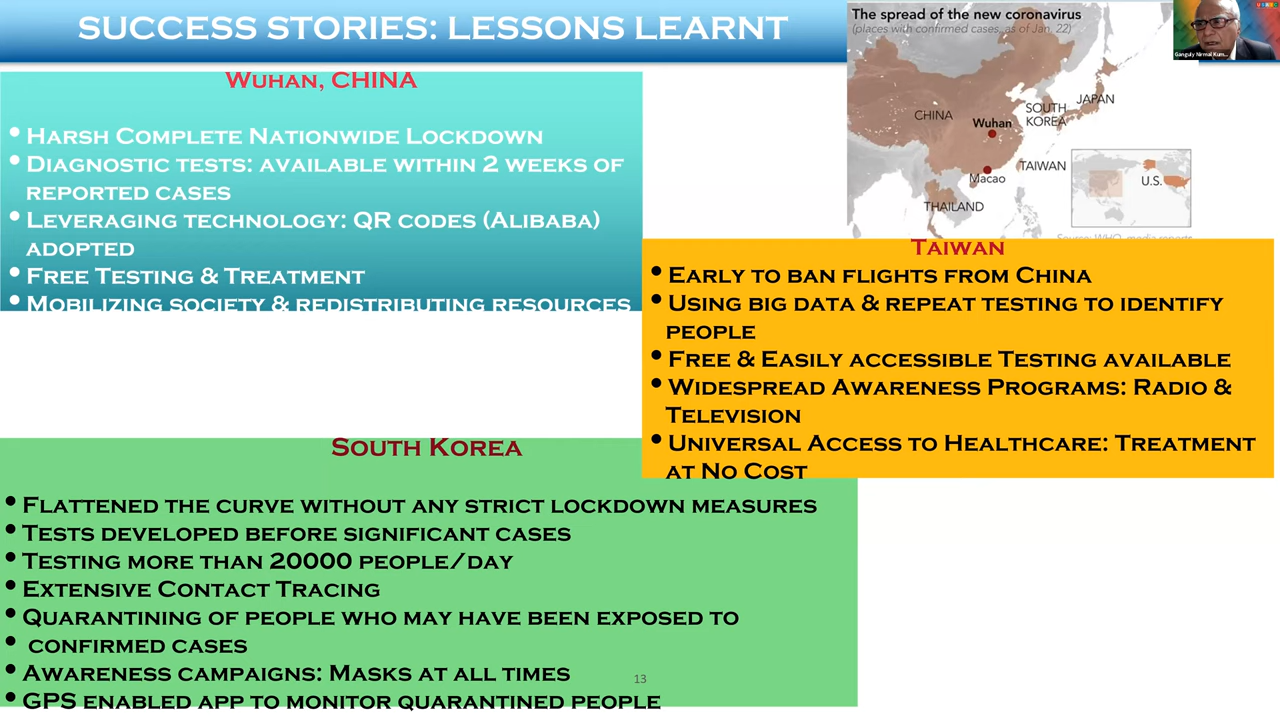 SUCCESS STORIES: LESSONS LEARNT
WUHAN, CHINA
• HARSH COMPLETE NATIONWIDE LOCKDOWN
• DIAGNOSTIC TESTS: AVAILABLE WITHIN 2 WEEKS OF
REPORTED CASES
• LEVERAGING TECHNOLOGY: QR CODES (ALIBABA)
ADOPTED
• FREE TESTING & TREATMENT
• MOBILIZING SOCIETY & REDISTRIBUTING RESOURCES
The spread of the new coronavirus
(places with confirmed cases, as of Jan. 22)
CHINA
Wuhan
SOUTH
KOREA
JAPAN
TAIWAN
Macao
THAILAND
U.S.
Source: WHO, media reports
Ganguly Nirmal Kum...
TAIWAN
• EARLY TO BAN FLIGHTS FROM CHINA
• USING BIG DATA & REPEAT TESTING TO IDENTIFY
PEOPLE
• FREE & EASILY ACCESSIBLE TESTING AVAILABLE
• WIDESPREAD AWARENESS PROGRAMS: RADIO &
TELEVISION
• UNIVERSAL ACCESS TO HEALTHCARE: TREATMENT
AT NO COST
SOUTH KOREA
• FLATTENED THE CURVE WITHOUT ANY STRICT LOCKDOWN MEASURES
• TESTS DEVELOPED BEFORE SIGNIFICANT CASES
• TESTING MORE THAN 20000 PEOPLE/DAY
• EXTENSIVE CONTACT TRACING
• QUARANTINING OF PEOPLE WHO MAY HAVE BEEN EXPOSED TO
• CONFIRMED CASES
• AWARENESS CAMPAIGNS: MASKS AT ALL TIMES
• GPS ENABLED APP TO MONITOR QUARANTINED PEOPLE
13